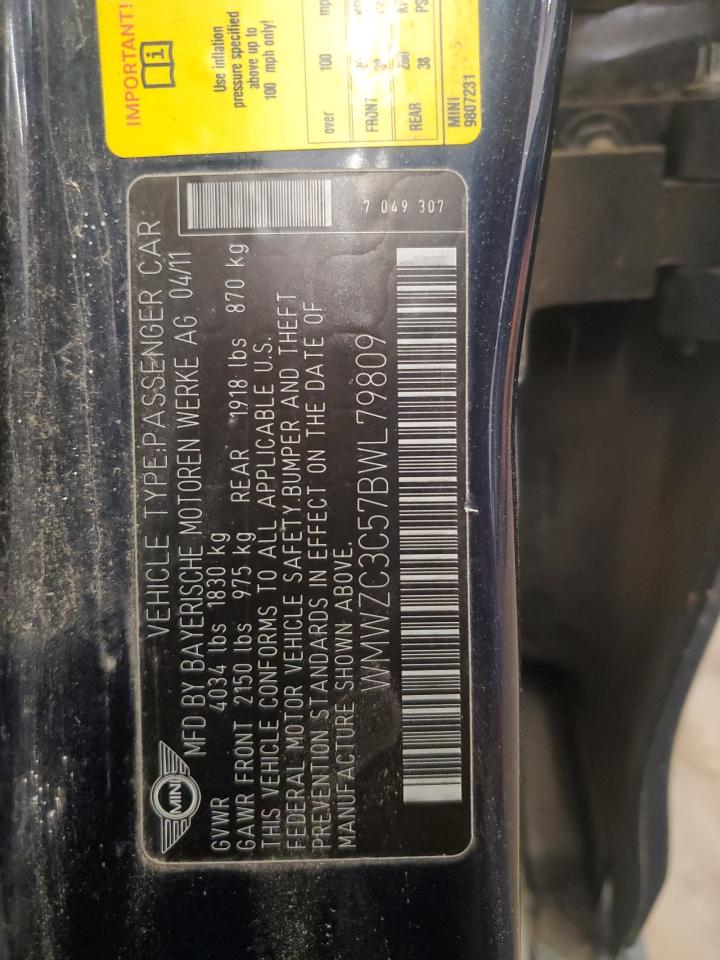 7 049 307
VEHICLE TYPE:PASSENGER CAR
MFD BY BAYERISCHE MOTOREN WERKE AG 04/11
MINI
GVWR 4034 lbs 1830 kg
GAWR FRONT 2150 lbs 975 kg REAR 1918 lbs 870 kg
THIS VEHICLE CONFORMS TO ALL APPLICABLE U.S.
FEDERAL MOTOR VEHICLE SAFETY,BUMPER AND THEFT
PREVENTION STANDARDS IN EFFECT ON THE DATE OF
MANUFACTURE SHOWN ABOVE.
WMWZC3C57BWL79809
IMPORTANT!
Use inflation
pressure specified
above up to
100 mph only!
over 100
FRONT
REAR 38
MINI
9807231